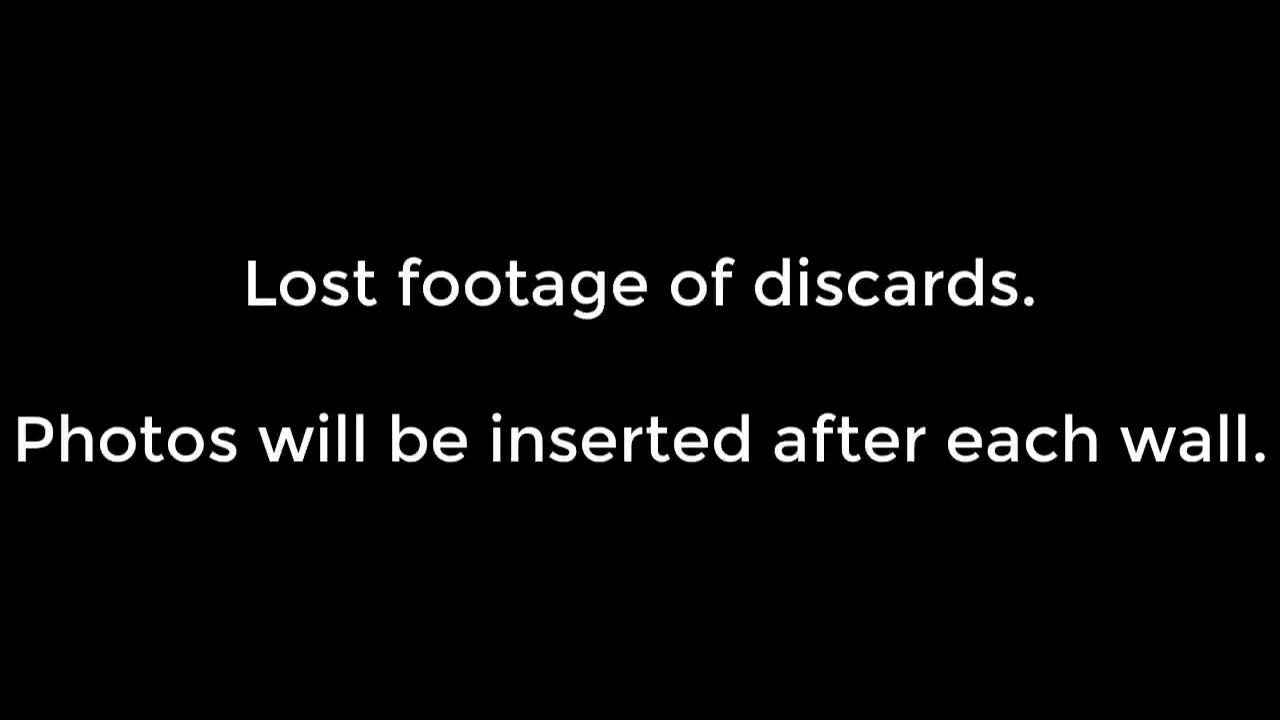 Lost footage of discards.
Photos will be inserted after each wall.